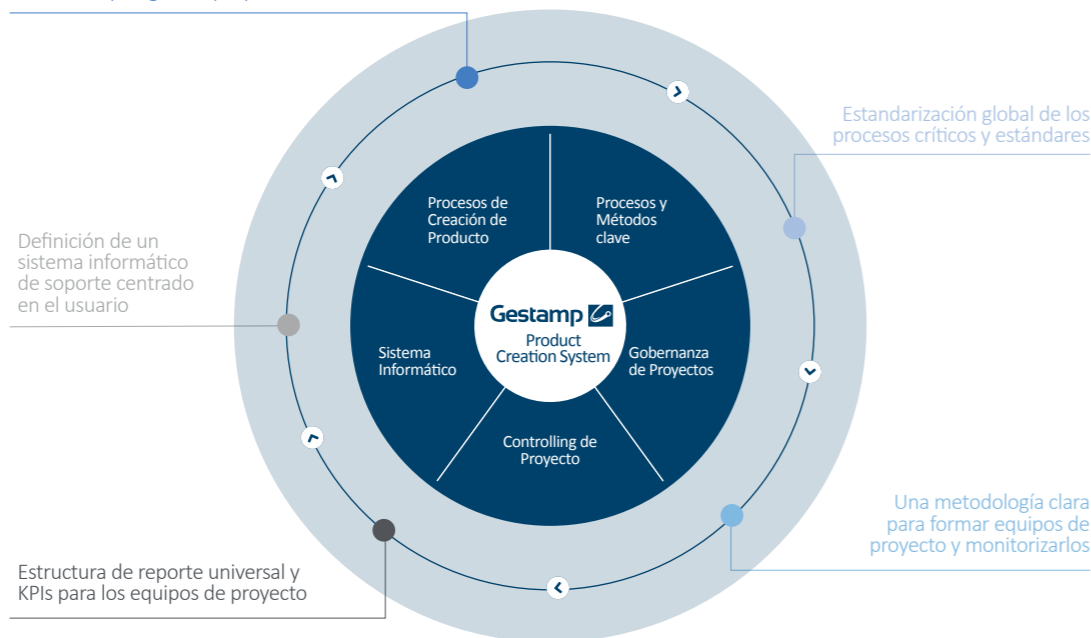 Estandarización global de los
procesos críticos y estándares
Procesos de
Creación de
Producto
Procesos y
Métodos
clave
Definición de un
sistema informático
de soporte centrado
en el usuario
Gestamp
Product
Creation System
Sistema
Informático
Gobernanza
de Proyectos
Controlling de
Proyecto
Una metodología clara
para formar equipos de
proyecto y monitorizarlos
Estructura de reporte universal y
KPIs para los equipos de proyecto